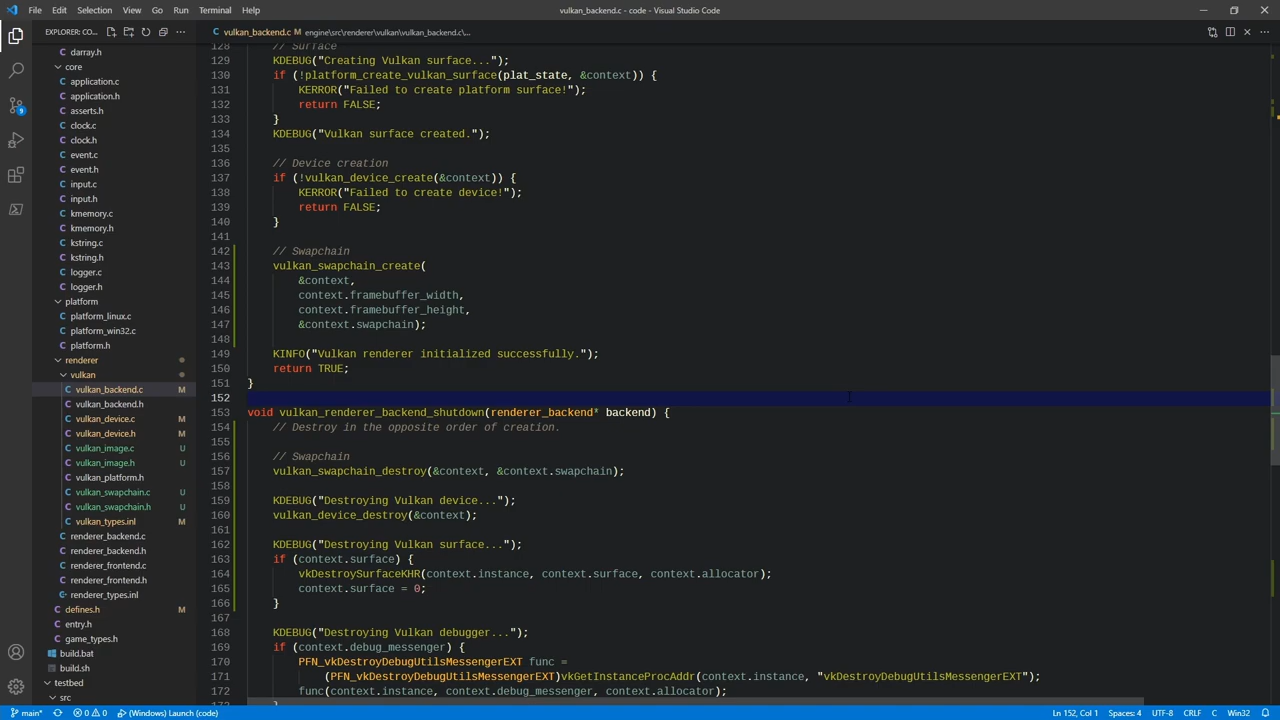 File Edit Selection View Go Run Terminal Help
vulkan_backend.c - code - Visual Studio Code
EXPLORER: CO...
vulkan_backend.c M engine\src\renderer\vulkan\vulkan_backend.c\...
darray.h
core
application.c
application.h
asserts.h
clock.c
clock.h
event.c
event.h
input.c
input.h
kmemory.c
kmemory.h
kstring.c
kstring.h
logger.c
logger.h
platform
platform_linux.c
platform_win32.c
platform.h
renderer
vulkan
vulkan_backend.c M
vulkan_backend.h
vulkan_device.c M
vulkan_device.h M
vulkan_image.c U
vulkan_image.h U
vulkan_platform.h
vulkan_swapchain.c U
vulkan_swapchain.h U
vulkan_types.inl M
renderer_backend.c
renderer_backend.h
renderer_frontend.c
renderer_frontend.h
renderer_types.inl
defines.h M
entry.h
game_types.h
build.bat
build.sh
testbed
src
9
128 // Surface
129 KDEBUG("Creating Vulkan surface...");
130 if (!platform_create_vulkan_surface(plat_state, &context)) {
131 KERROR("Failed to create platform surface!");
132 return FALSE;
133 }
134 KDEBUG("Vulkan surface created.");
135
136 // Device creation
137 if (!vulkan_device_create(&context)) {
138 KERROR("Failed to create device!");
139 return FALSE;
140 }
141
142 // Swapchain
143 vulkan_swapchain_create(
144 &context,
145 context.framebuffer_width,
146 context.framebuffer_height,
147 &context.swapchain);
148
149 KINFO("Vulkan renderer initialized successfully.");
150 return TRUE;
151 }
152
153 void vulkan_renderer_backend_shutdown(renderer_backend* backend) {
154 // Destroy in the opposite order of creation.
155
156 // Swapchain
157 vulkan_swapchain_destroy(&context, &context.swapchain);
158
159 KDEBUG("Destroying Vulkan device...");
160 vulkan_device_destroy(&context);
161
162 KDEBUG("Destroying Vulkan surface...");
163 if (context.surface) {
164 vkDestroySurfaceKHR(context.instance, context.surface, context.allocator);
165 context.surface = 0;
166 }
167
168 KDEBUG("Destroying Vulkan debugger...");
169 if (context.debug_messenger) {
170 PFN_vkDestroyDebugUtilsMessengerEXT func =
171 (PFN_vkDestroyDebugUtilsMessengerEXT)vkGetInstanceProcAddr(context.instance, "vkDestroyDebugUtilsMessengerEXT");
172 func(context.instance, context.debug_messenger, context.allocator);
}
main* 0 0 (Windows) Launch (code)
Ln 152, Col 1 Spaces: 4 UTF-8 CRLF C Win32